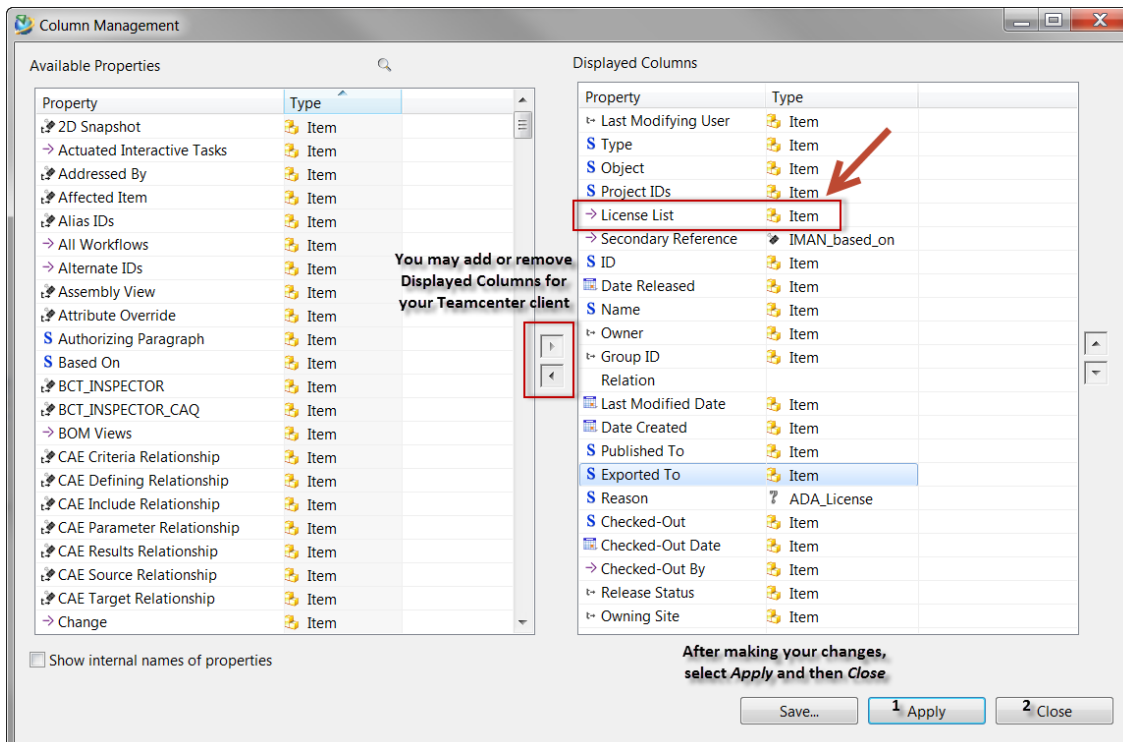 Column Management
Available Properties
Property Type
2D Snapshot Item
Actuated Interactive Tasks Item
Addressed By Item
Affected Item Item
Alias IDs Item
All Workflows Item
Alternate IDs Item
Assembly View Item
Attribute Override Item
S Authorizing Paragraph Item
S Based On Item
BCT_INSPECTOR Item
BCT_INSPECTOR_CAQ Item
BOM Views Item
CAE Criteria Relationship Item
CAE Defining Relationship Item
CAE Include Relationship Item
CAE Parameter Relationship Item
CAE Results Relationship Item
CAE Source Relationship Item
CAE Target Relationship Item
Change Item
Show internal names of properties
You may add or remove
Displayed Columns for
your Teamcenter client
Displayed Columns
Property Type
Last Modifying User Item
S Type Item
S Object Item
S Project IDs Item
License List Item
Secondary Reference IMAN_based_on
S ID Item
Date Released Item
S Name Item
Owner Item
Group ID Item
Relation
Last Modified Date Item
Date Created Item
S Published To Item
S Exported To Item
S Reason ? ADA_License
S Checked-Out Item
Checked-Out Date Item
Checked-Out By Item
Release Status Item
Owning Site Item
After making your changes,
select Apply and then Close
Save... 1 Apply 2 Close